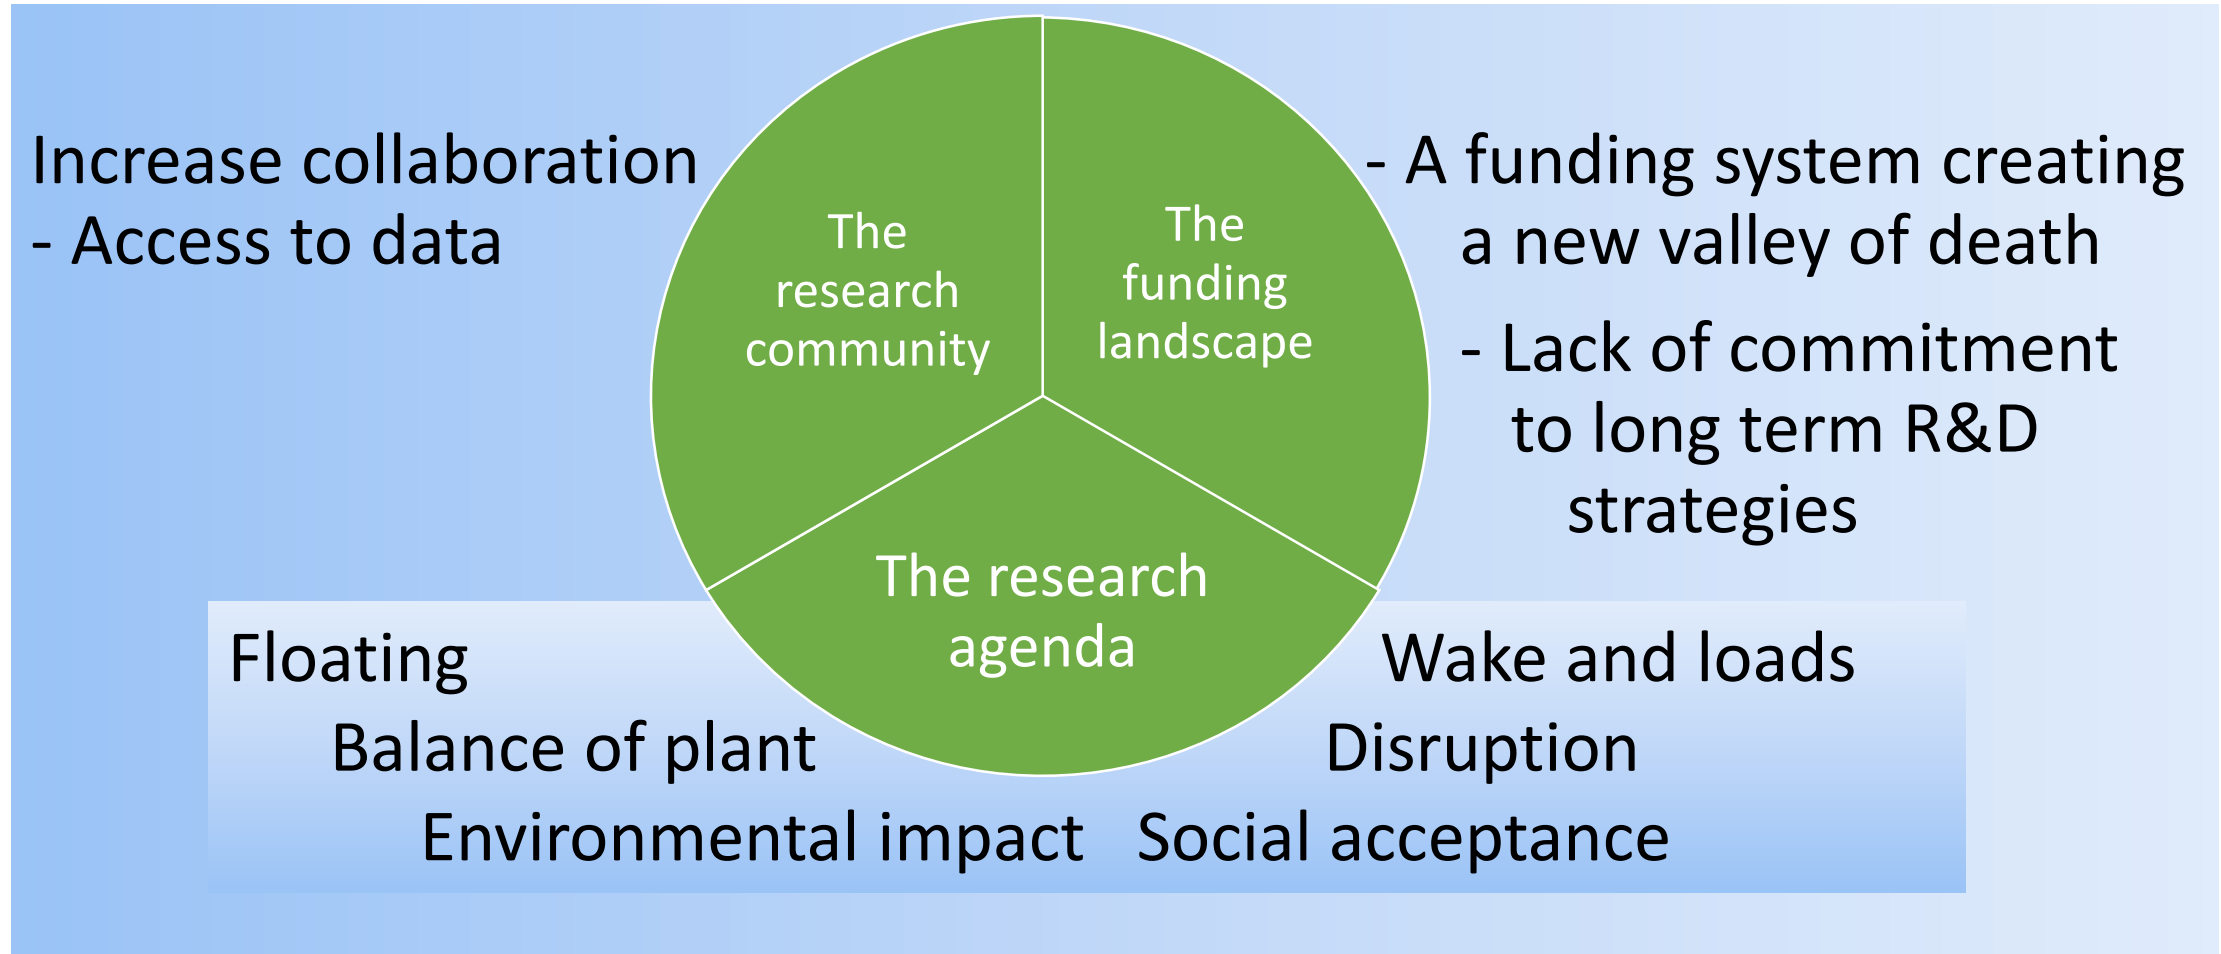 Increase collaboration
- Access to data
The
research
community
The
funding
landscape
- A funding system creating
a new valley of death
- Lack of commitment
to long term R&D
strategies
The research
agenda
Floating
Wake and loads
Balance of plant
Disruption
Environmental impact
Social acceptance